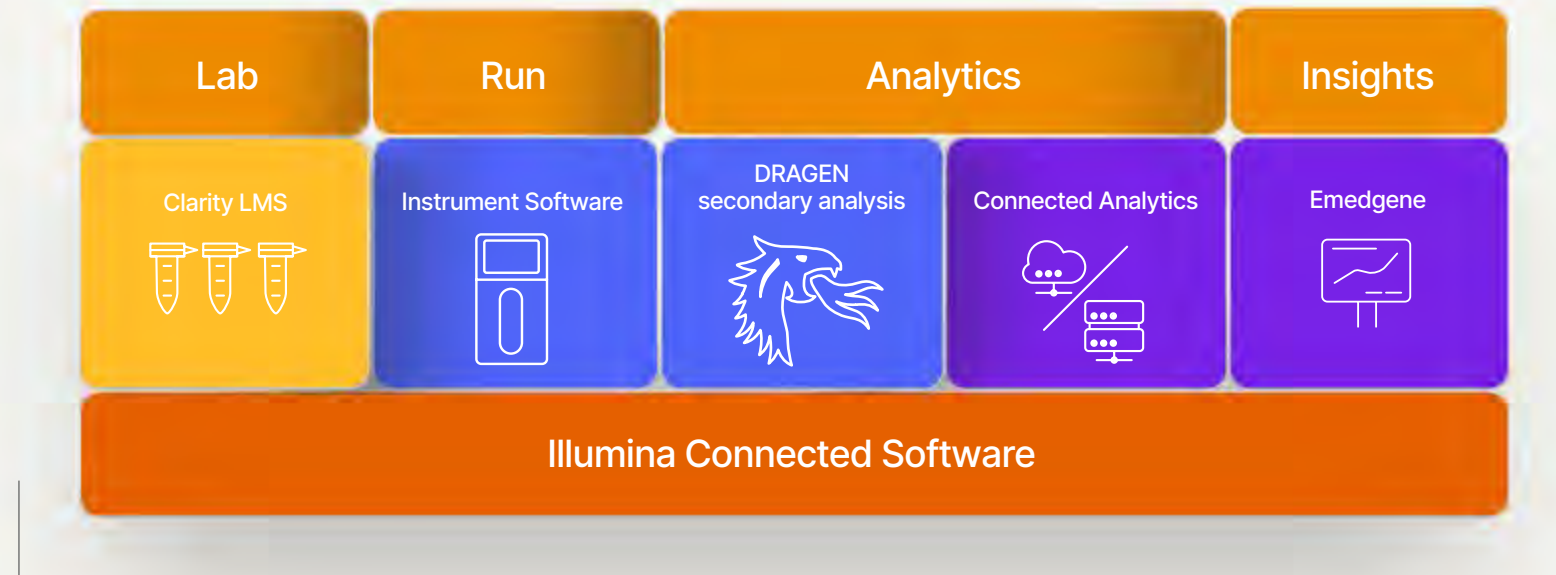 Lab
Run
Analytics
Insights
Clarity LMS
Instrument Software
DRAGEN
secondary analysis
Connected Analytics
Emedgene
Illumina Connected Software